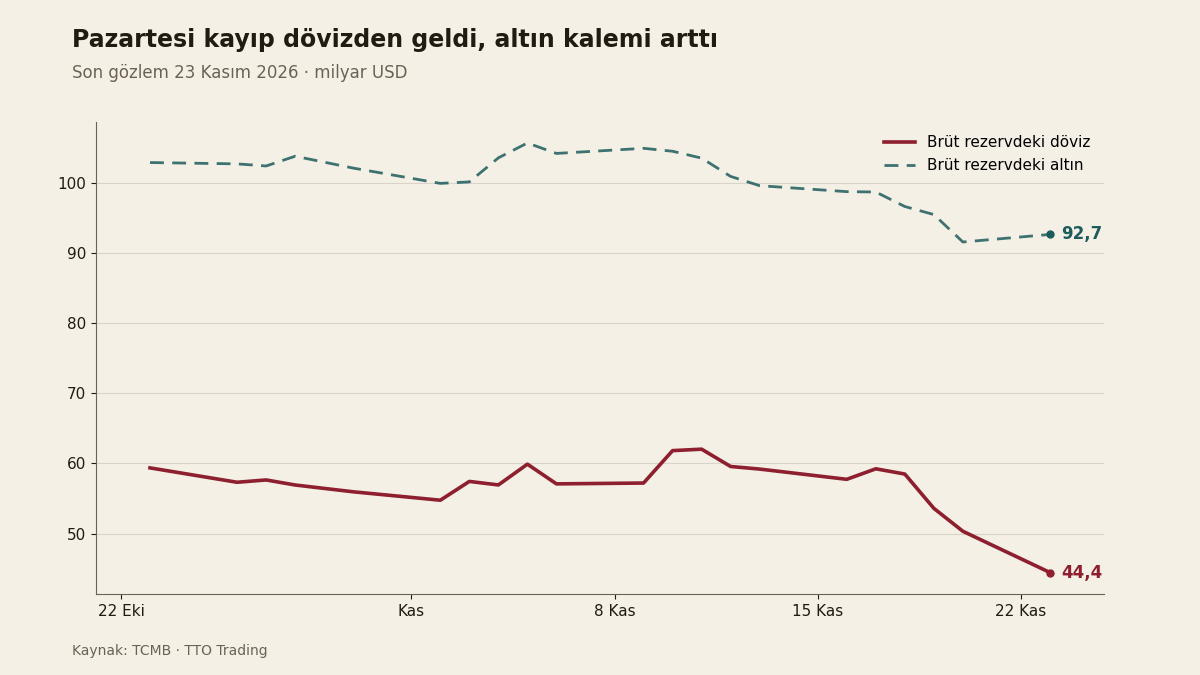 Pazartesi kayıp dövizden geldi, altın kalemi arttı
Son gözlem 23 Kasım 2026 · milyar USD
Brüt rezervdeki döviz
Brüt rezervdeki altın
100
90
80
70
60
50
92,7
44,4
22 Eki
Kas
8 Kas
15 Kas
22 Kas
Kaynak: TCMB · TTO Trading